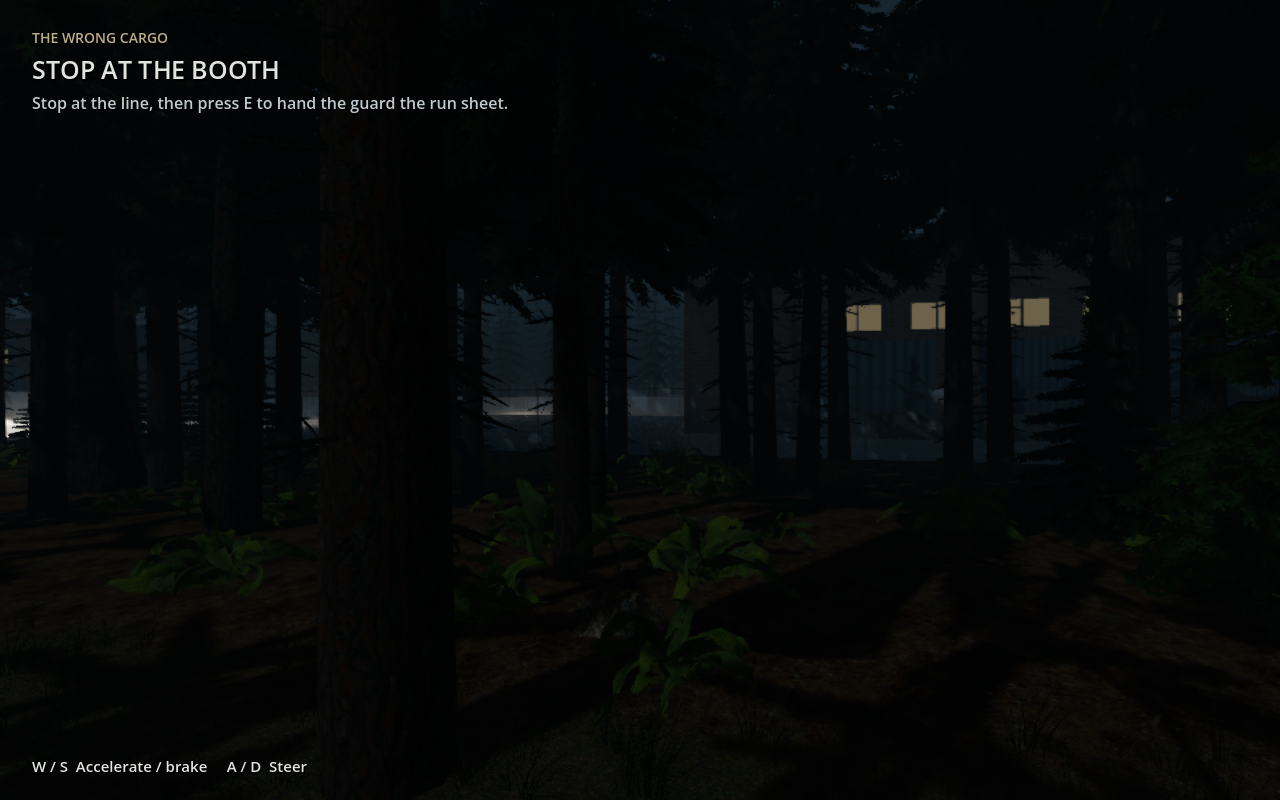 THE WRONG CARGO
STOP AT THE BOOTH
Stop at the line, then press E to hand the guard the run sheet.
W / S Accelerate / brake A / D Steer